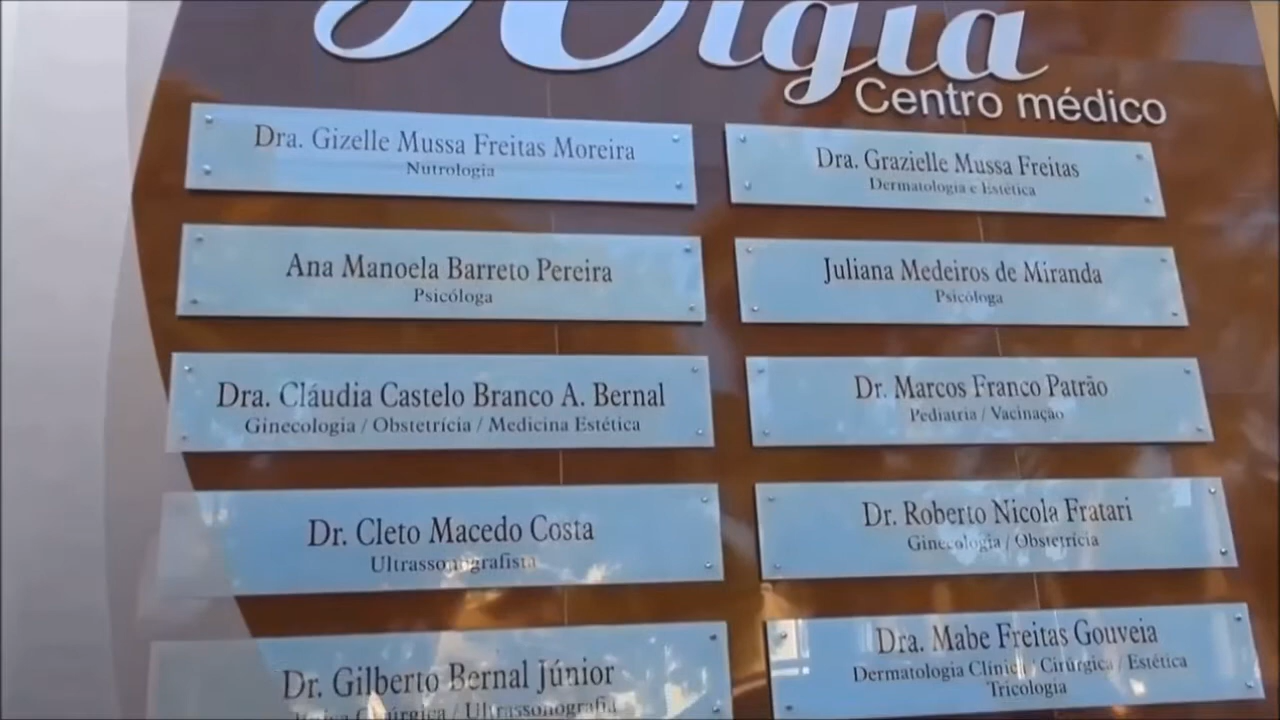 Centro médico
Dra. Gizelle Mussa Freitas Moreira
Nutrologia
Dra. Grazielle Mussa Freitas
Dermatologia e Estética
Ana Manoela Barreto Pereira
Psicóloga
Juliana Medeiros de Miranda
Psicóloga
Dra. Cláudia Castelo Branco A. Bernal
Ginecologia / Obstetrícia / Medicina Estética
Dr. Marcos Franco Patrão
Pediatria / Vacinação
Dr. Cleto Macedo Costa
Ultrassonografista
Dr. Roberto Nicola Fratari
Ginecologia / Obstetrícia
Dr. Gilberto Bernal Júnior
Cirúrgica / Ultrassonografia
Dra. Mabe Freitas Gouveia
Dermatologia Clínica / Cirúrgica / Estética
Tricologia